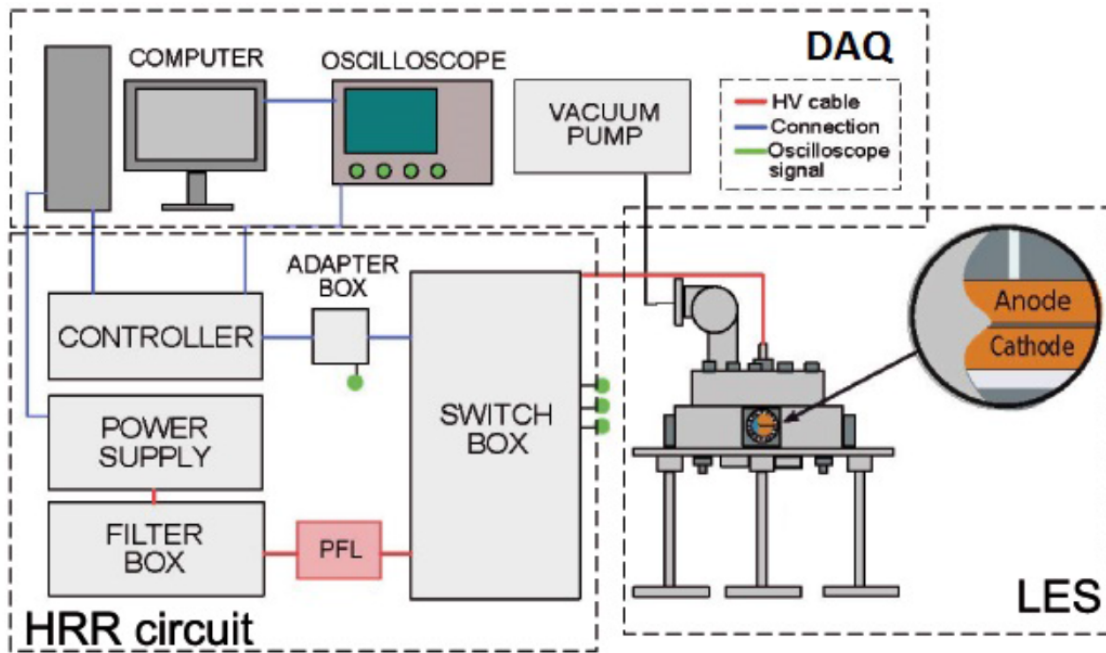 DAQ
COMPUTER
OSCILLOSCOPE
VACUUM
PUMP
HV cable
Connection
Oscilloscope
signal
ADAPTER
BOX
CONTROLLER
POWER
SUPPLY
FILTER
BOX
PFL
SWITCH
BOX
HRR circuit
Anode
Cathode
LES